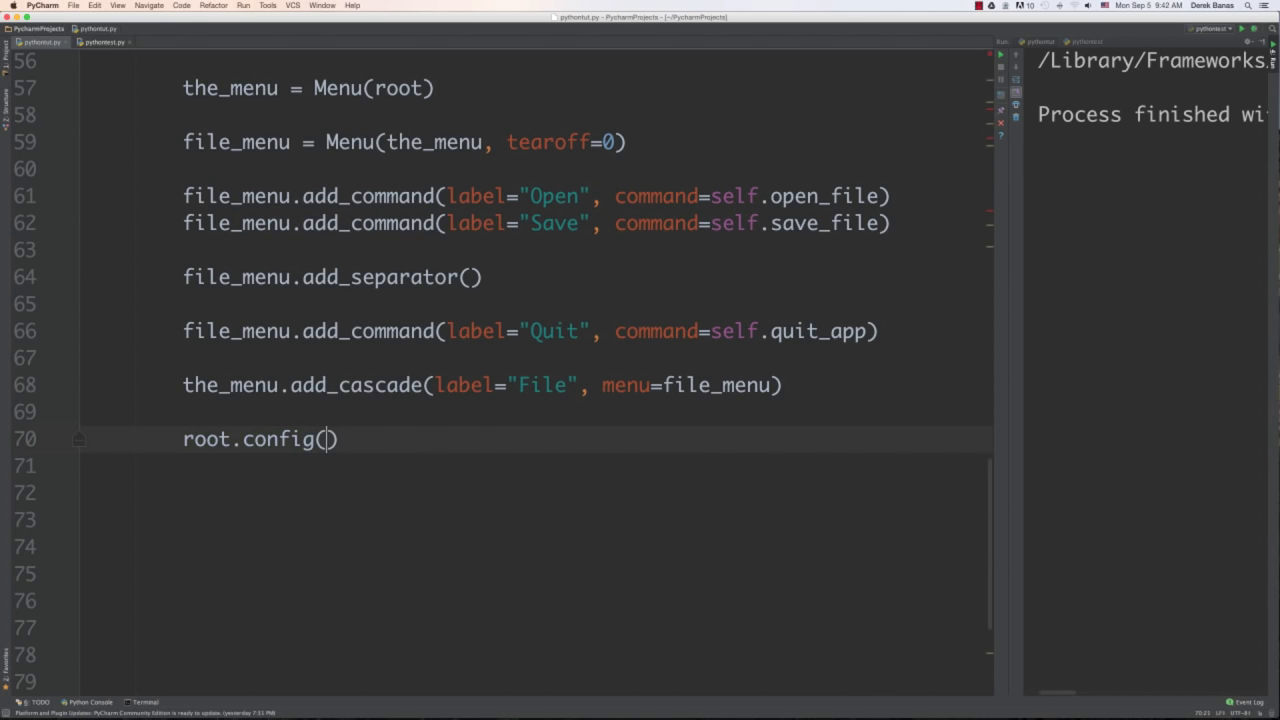 PyCharm File Edit View Navigate Code Refactor Run Tools VCS Window Help 10 Mon Sep 5 9:42 AM Derek Banas
pythontut.py - PycharmProjects - [~/PycharmProjects]
PycharmProjects pythontut.py pythontest
pythontut.py pythontest.py Run: pythontut pythontest
56
57 the_menu = Menu(root)
58
59 file_menu = Menu(the_menu, tearoff=0)
60
61 file_menu.add_command(label="Open", command=self.open_file)
62 file_menu.add_command(label="Save", command=self.save_file)
63
64 file_menu.add_separator()
65
66 file_menu.add_command(label="Quit", command=self.quit_app)
67
68 the_menu.add_cascade(label="File", menu=file_menu)
69
70 root.config()
71
72
73
74
75
76
77
78
79
/Library/Frameworks
Process finished wi
1: Project
Structure
2: Favorites
Run
6: TODO Python Console Terminal Event Log
Platform and Plugin Updates: PyCharm Community Edition is ready to update. (yesterday 7:31 PM) 70:21 LF÷ UTF-8÷